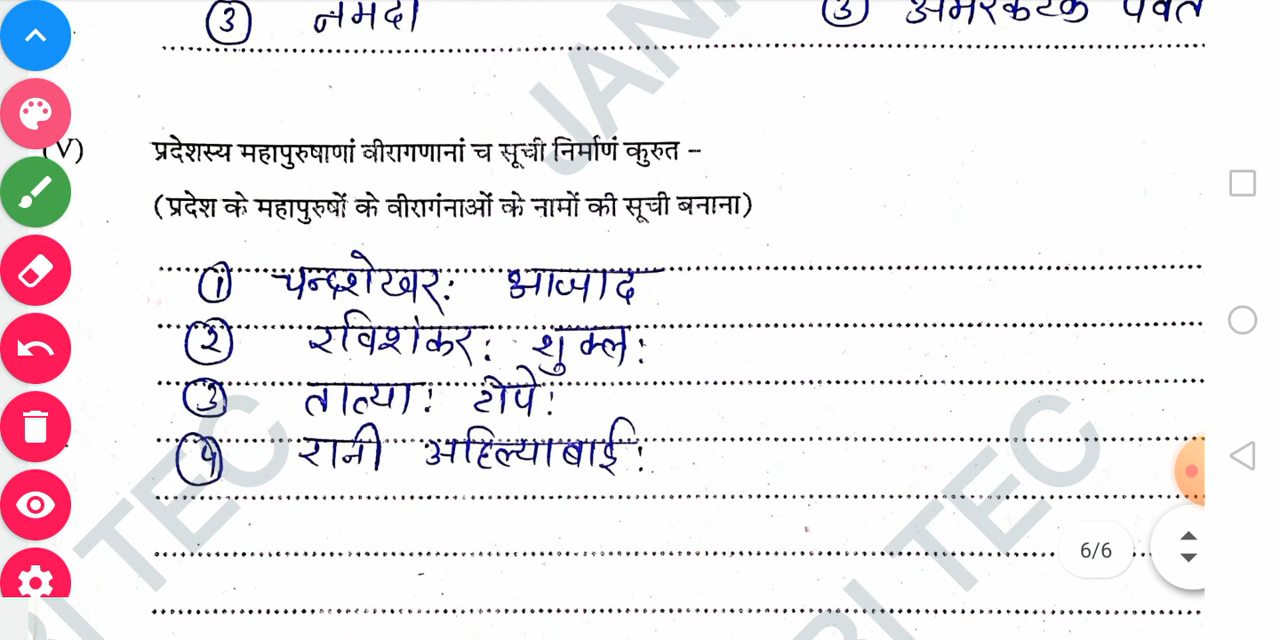 ③ नर्मदा ③ अमरकंटक पर्वत
(V) प्रदेशस्य महापुरुषाणां वीरागणानां च सूची निर्माणं कुरुत –
(प्रदेश के महापुरुषों के वीरागंनाओं के नामों की सूची बनाना)
① चन्द्रशेखर: आजाद
② रविशंकर: शुक्ल:
③ तात्या: टोपे:
④ रानी अहिल्याबाई:
6/6